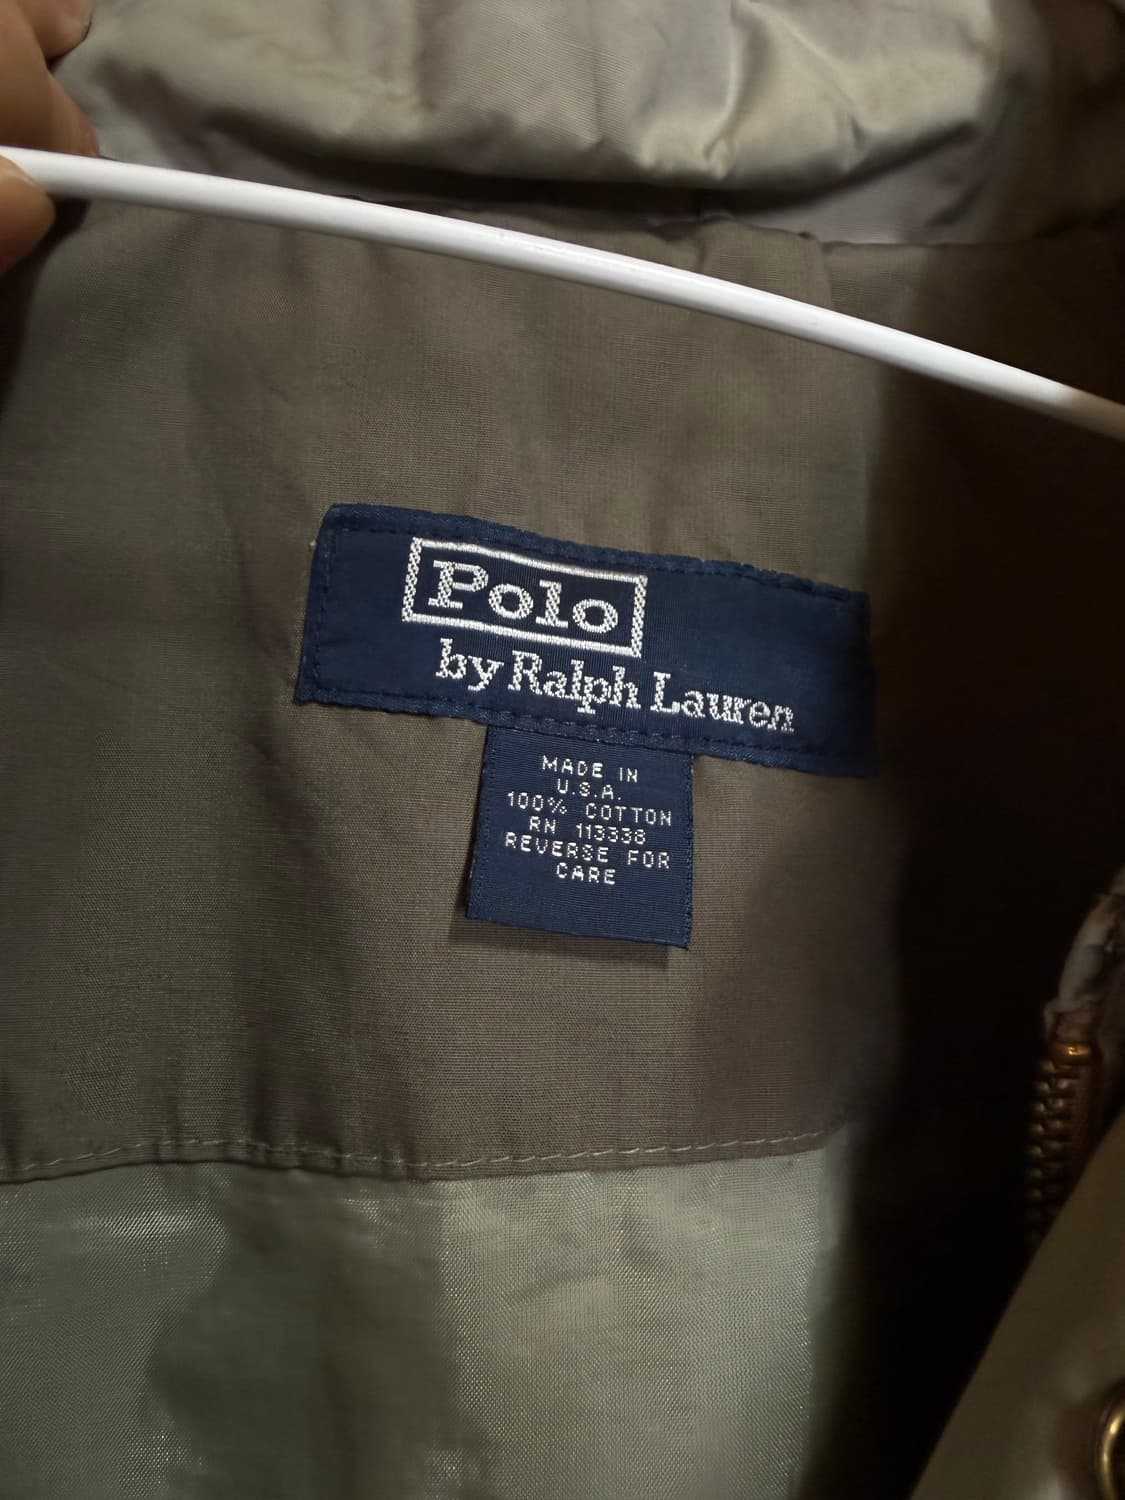 Polo
by Ralph Lauren
MADE IN
U.S.A.
100% COTTON
RN 113338
REVERSE FOR
CARE